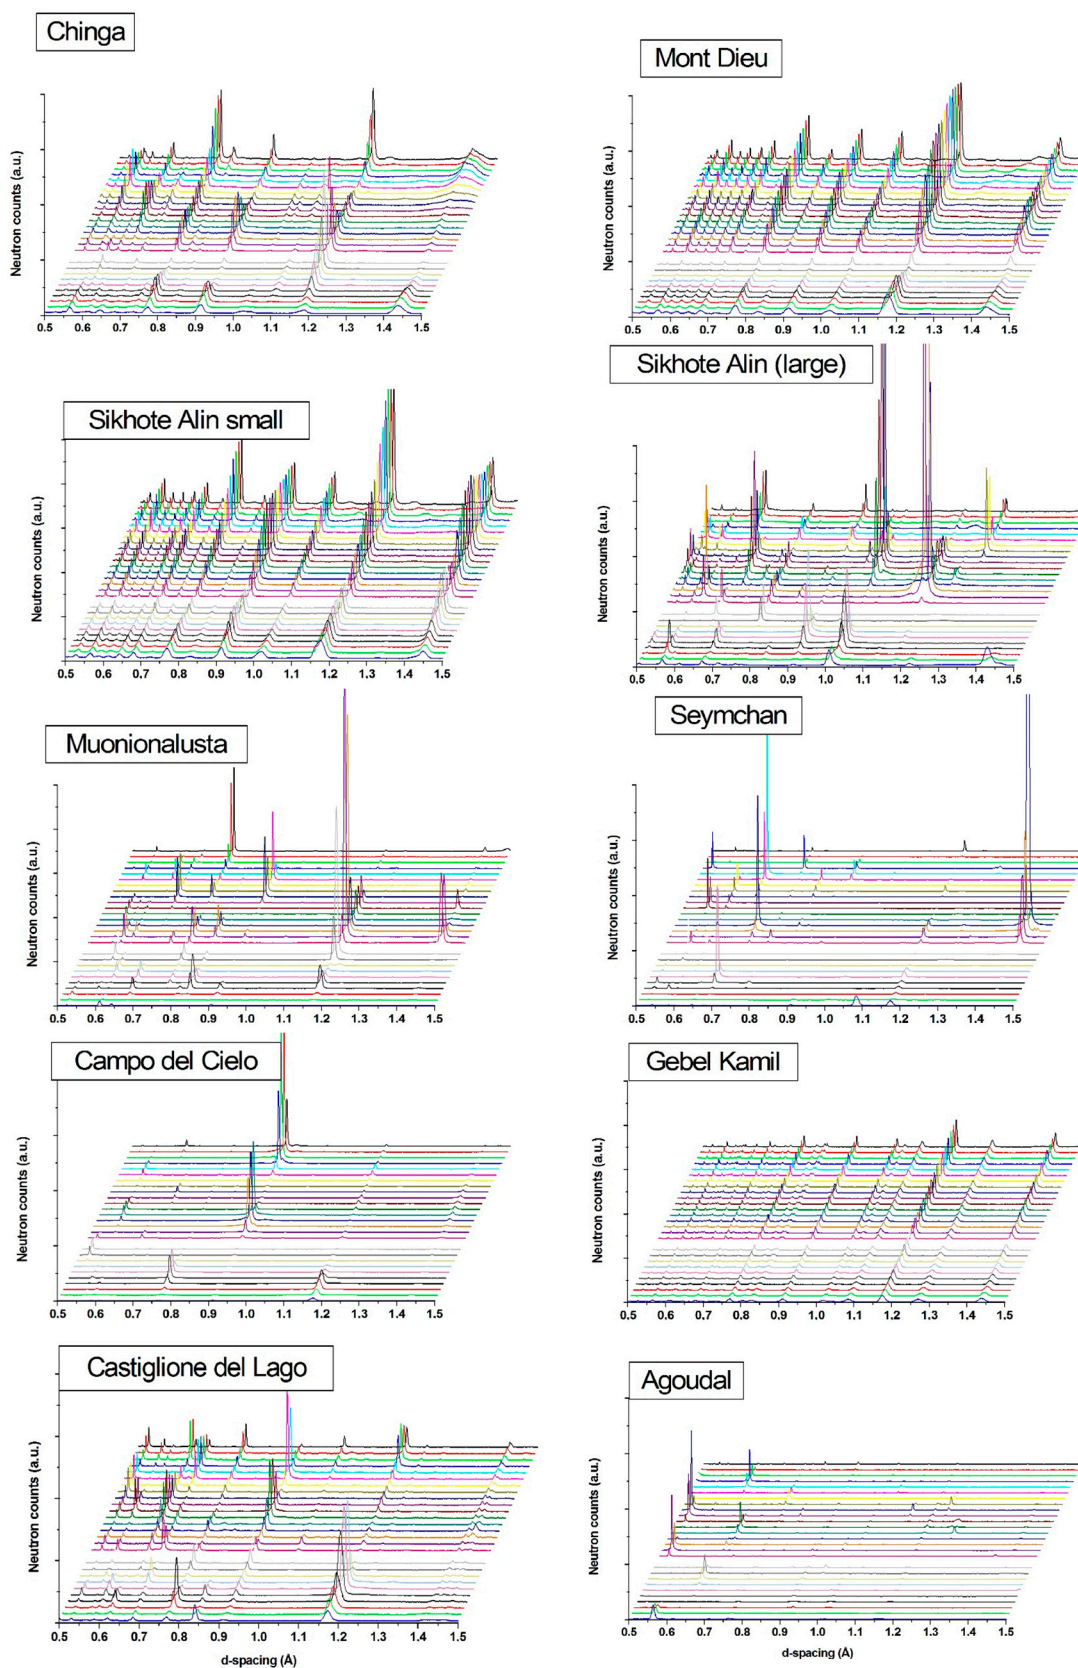 Chinga
Neutron counts (a.u.)
0.5 0.6 0.7 0.8 0.9 1.0 1.1 1.2 1.3 1.4 1.5
Mont Dieu
Neutron counts (a.u.)
0.5 0.6 0.7 0.8 0.9 1.0 1.1 1.2 1.3 1.4 1.5
Sikhote Alin small
Neutron counts (a.u.)
0.5 0.6 0.7 0.8 0.9 1.0 1.1 1.2 1.3 1.4 1.5
Sikhote Alin (large)
Neutron counts (a.u.)
0.5 0.6 0.7 0.8 0.9 1.0 1.1 1.2 1.3 1.4 1.5
Muonionalusta
Neutron counts (a.u.)
0.5 0.6 0.7 0.8 0.9 1.0 1.1 1.2 1.3 1.4 1.5
Seymchan
Neutron counts (a.u.)
0.5 0.6 0.7 0.8 0.9 1.0 1.1 1.2 1.3 1.4 1.5
Campo del Cielo
Neutron counts (a.u.)
0.5 0.6 0.7 0.8 0.9 1.0 1.1 1.2 1.3 1.4 1.5
Gebel Kamil
Neutron counts (a.u.)
0.5 0.6 0.7 0.8 0.9 1.0 1.1 1.2 1.3 1.4 1.5
Castiglione del Lago
Neutron counts (a.u.)
0.5 0.6 0.7 0.8 0.9 1.0 1.1 1.2 1.3 1.4 1.5
d-spacing (Å)
Agoudal
Neutron counts (a.u.)
0.5 0.6 0.7 0.8 0.9 1.0 1.1 1.2 1.3 1.4 1.5
d-spacing (Å)